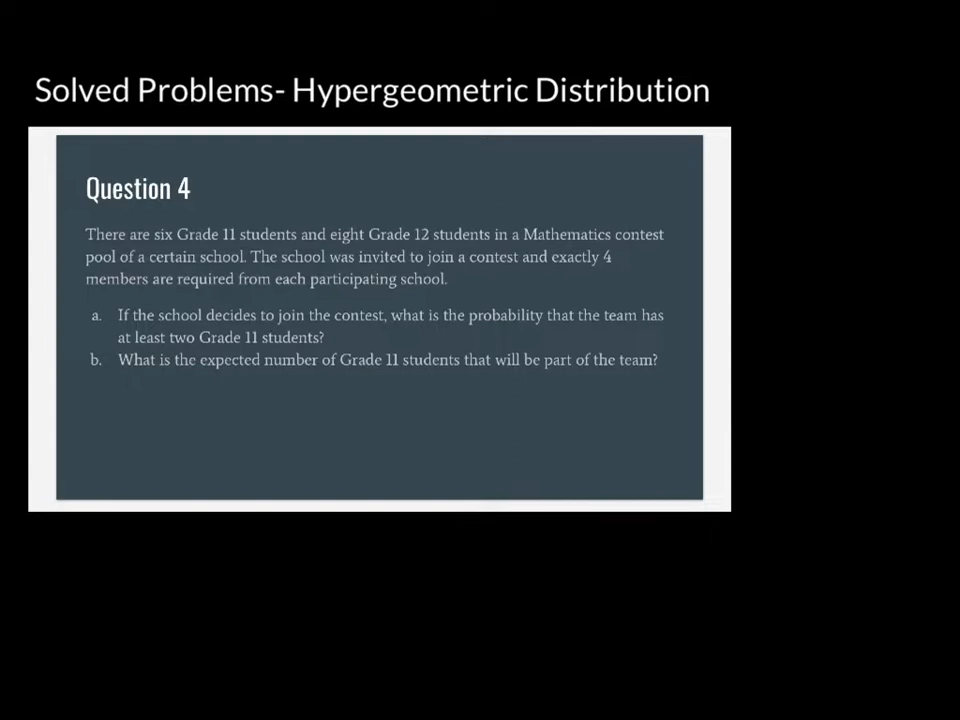 Solved Problems- Hypergeometric Distribution
Question 4
There are six Grade 11 students and eight Grade 12 students in a Mathematics contest
pool of a certain school. The school was invited to join a contest and exactly 4
members are required from each participating school.
a. If the school decides to join the contest, what is the probability that the team has
at least two Grade 11 students?
b. What is the expected number of Grade 11 students that will be part of the team?